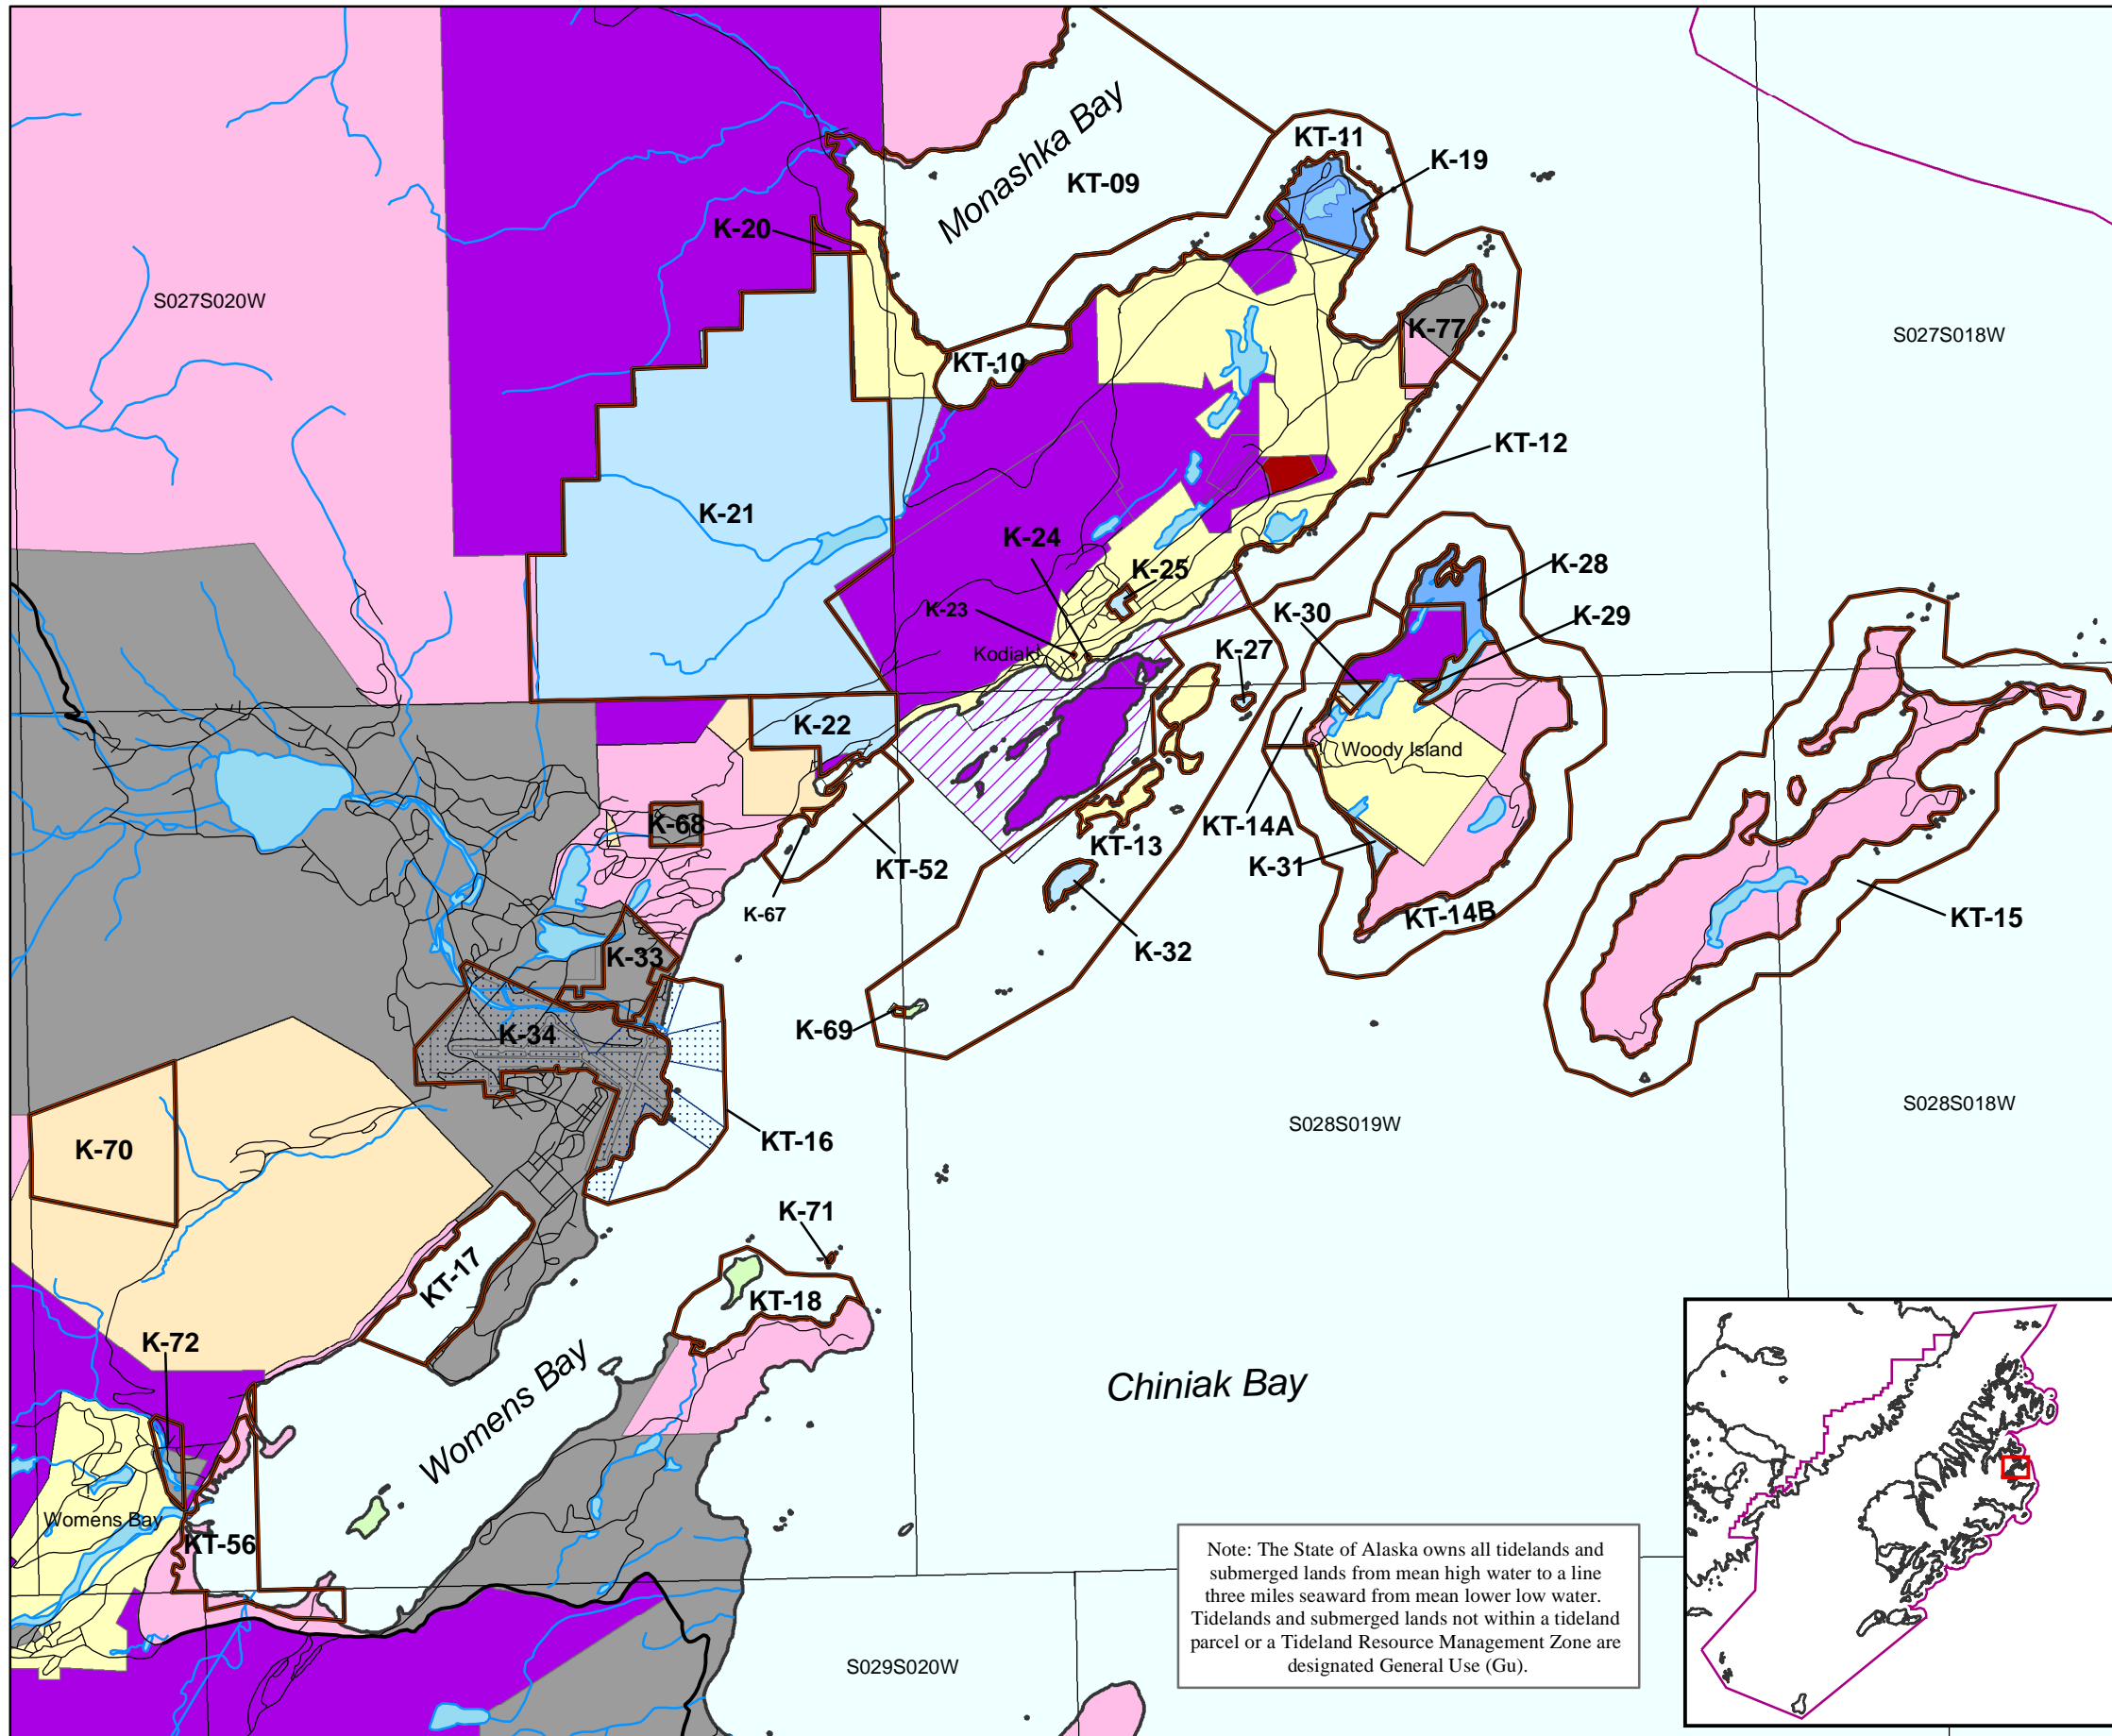 Monashka Bay
KT-11
K-19
KT-09
K-20
S027S020W
K-77
S027S018W
KT-10
KT-12
K-21
K-24
K-25
K-28
K-23
K-30
K-29
Kodiak
K-27
K-22
Woody Island
K-68
KT-14A
KT-13
K-31
KT-52
K-67
KT-14B
KT-15
K-32
K-33
K-69
K-34
S028S018W
S028S019W
K-70
KT-16
K-71
KT-17
KT-18
K-72
Womens Bay
Chiniak Bay
Womens Bay
KT-56
Note: The State of Alaska owns all tidelands and
submerged lands from mean high water to a line
three miles seaward from mean lower low water.
Tidelands and submerged lands not within a tideland
parcel or a Tideland Resource Management Zone are
designated General Use (Gu).
S029S020W